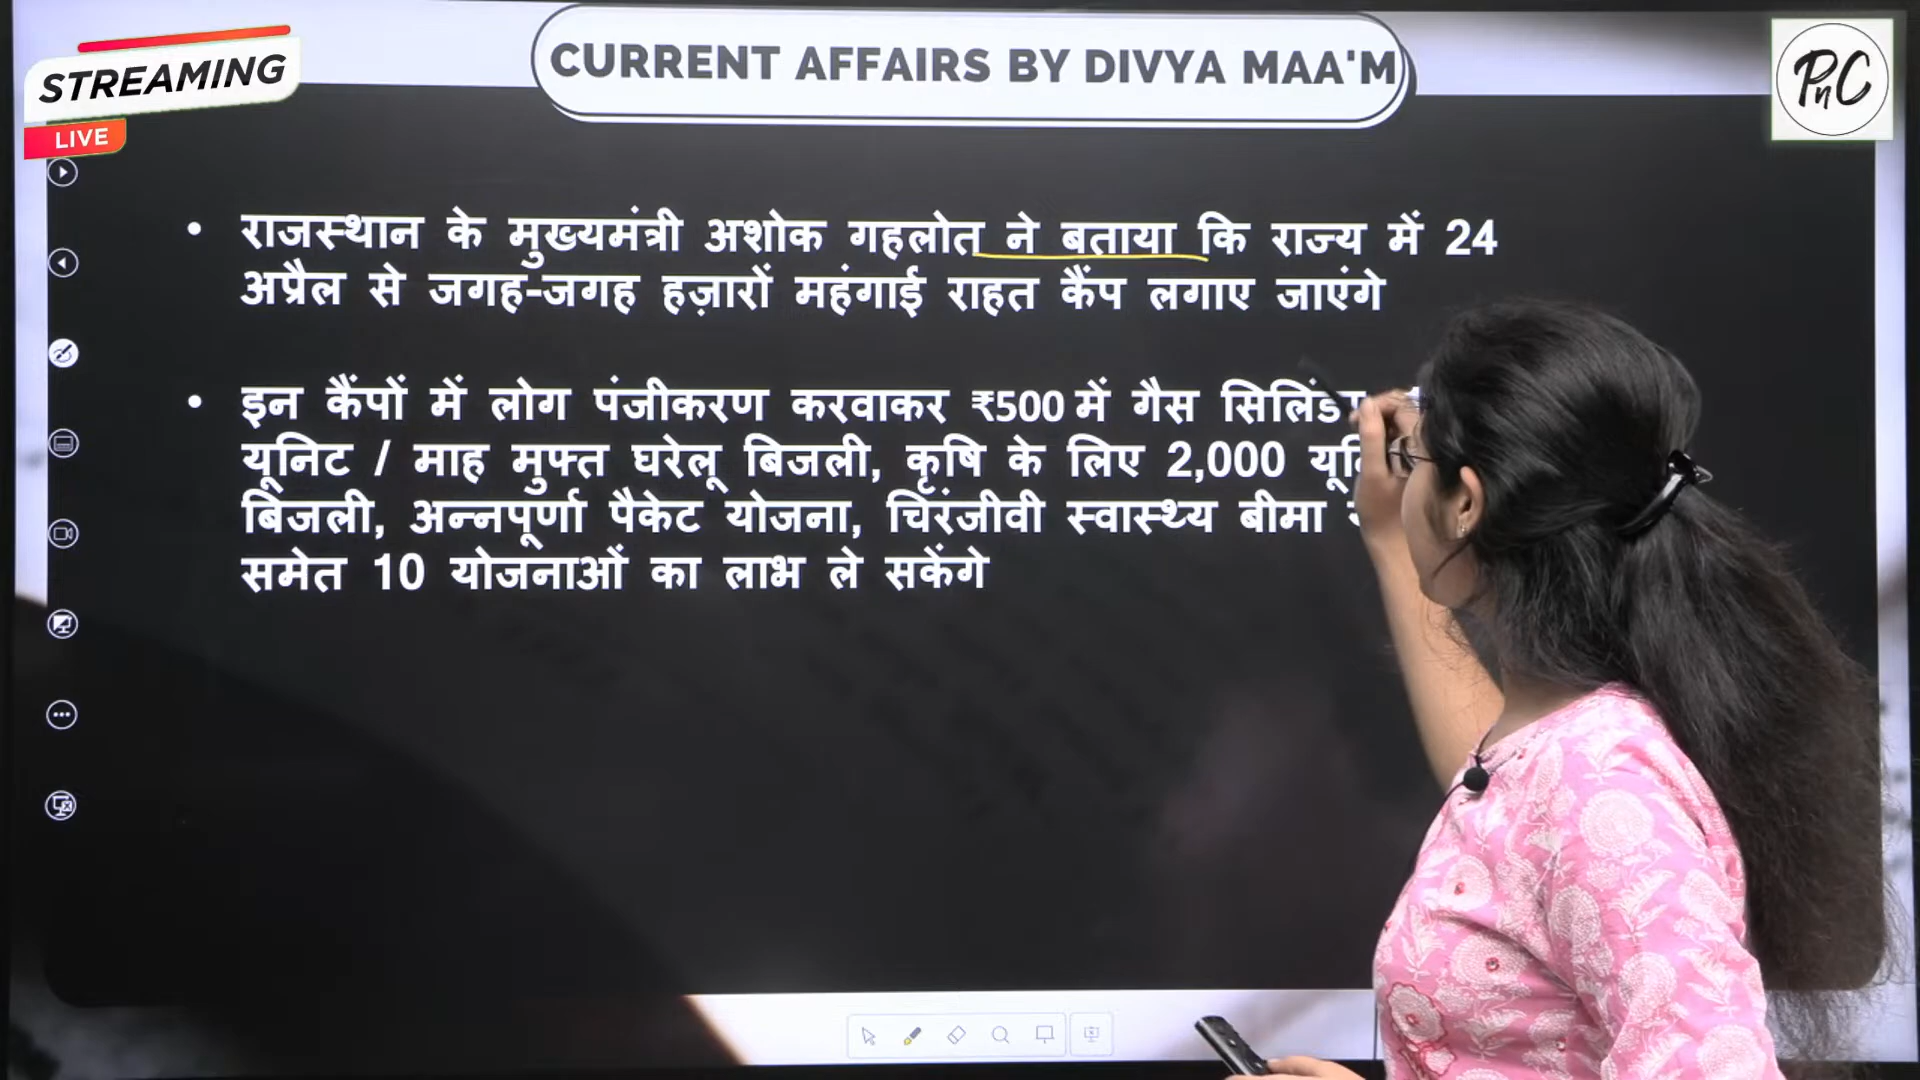 STREAMING
LIVE
CURRENT AFFAIRS BY DIVYA MAA'M
PnC
• राजस्थान के मुख्यमंत्री अशोक गहलोत ने बताया कि राज्य में 24
अप्रैल से जगह-जगह हज़ारों महंगाई राहत कैंप लगाए जाएंगे
• इन कैंपों में लोग पंजीकरण करवाकर ₹500 में गैस
यूनिट / माह मुफ्त घरेलू बिजली, कृषि के लिए 2,000
बिजली, अन्नपूर्णा पैकेट योजना, चिरंजीवी स्वास्थ्य बीमा
समेत 10 योजनाओं का लाभ ले सकेंगे